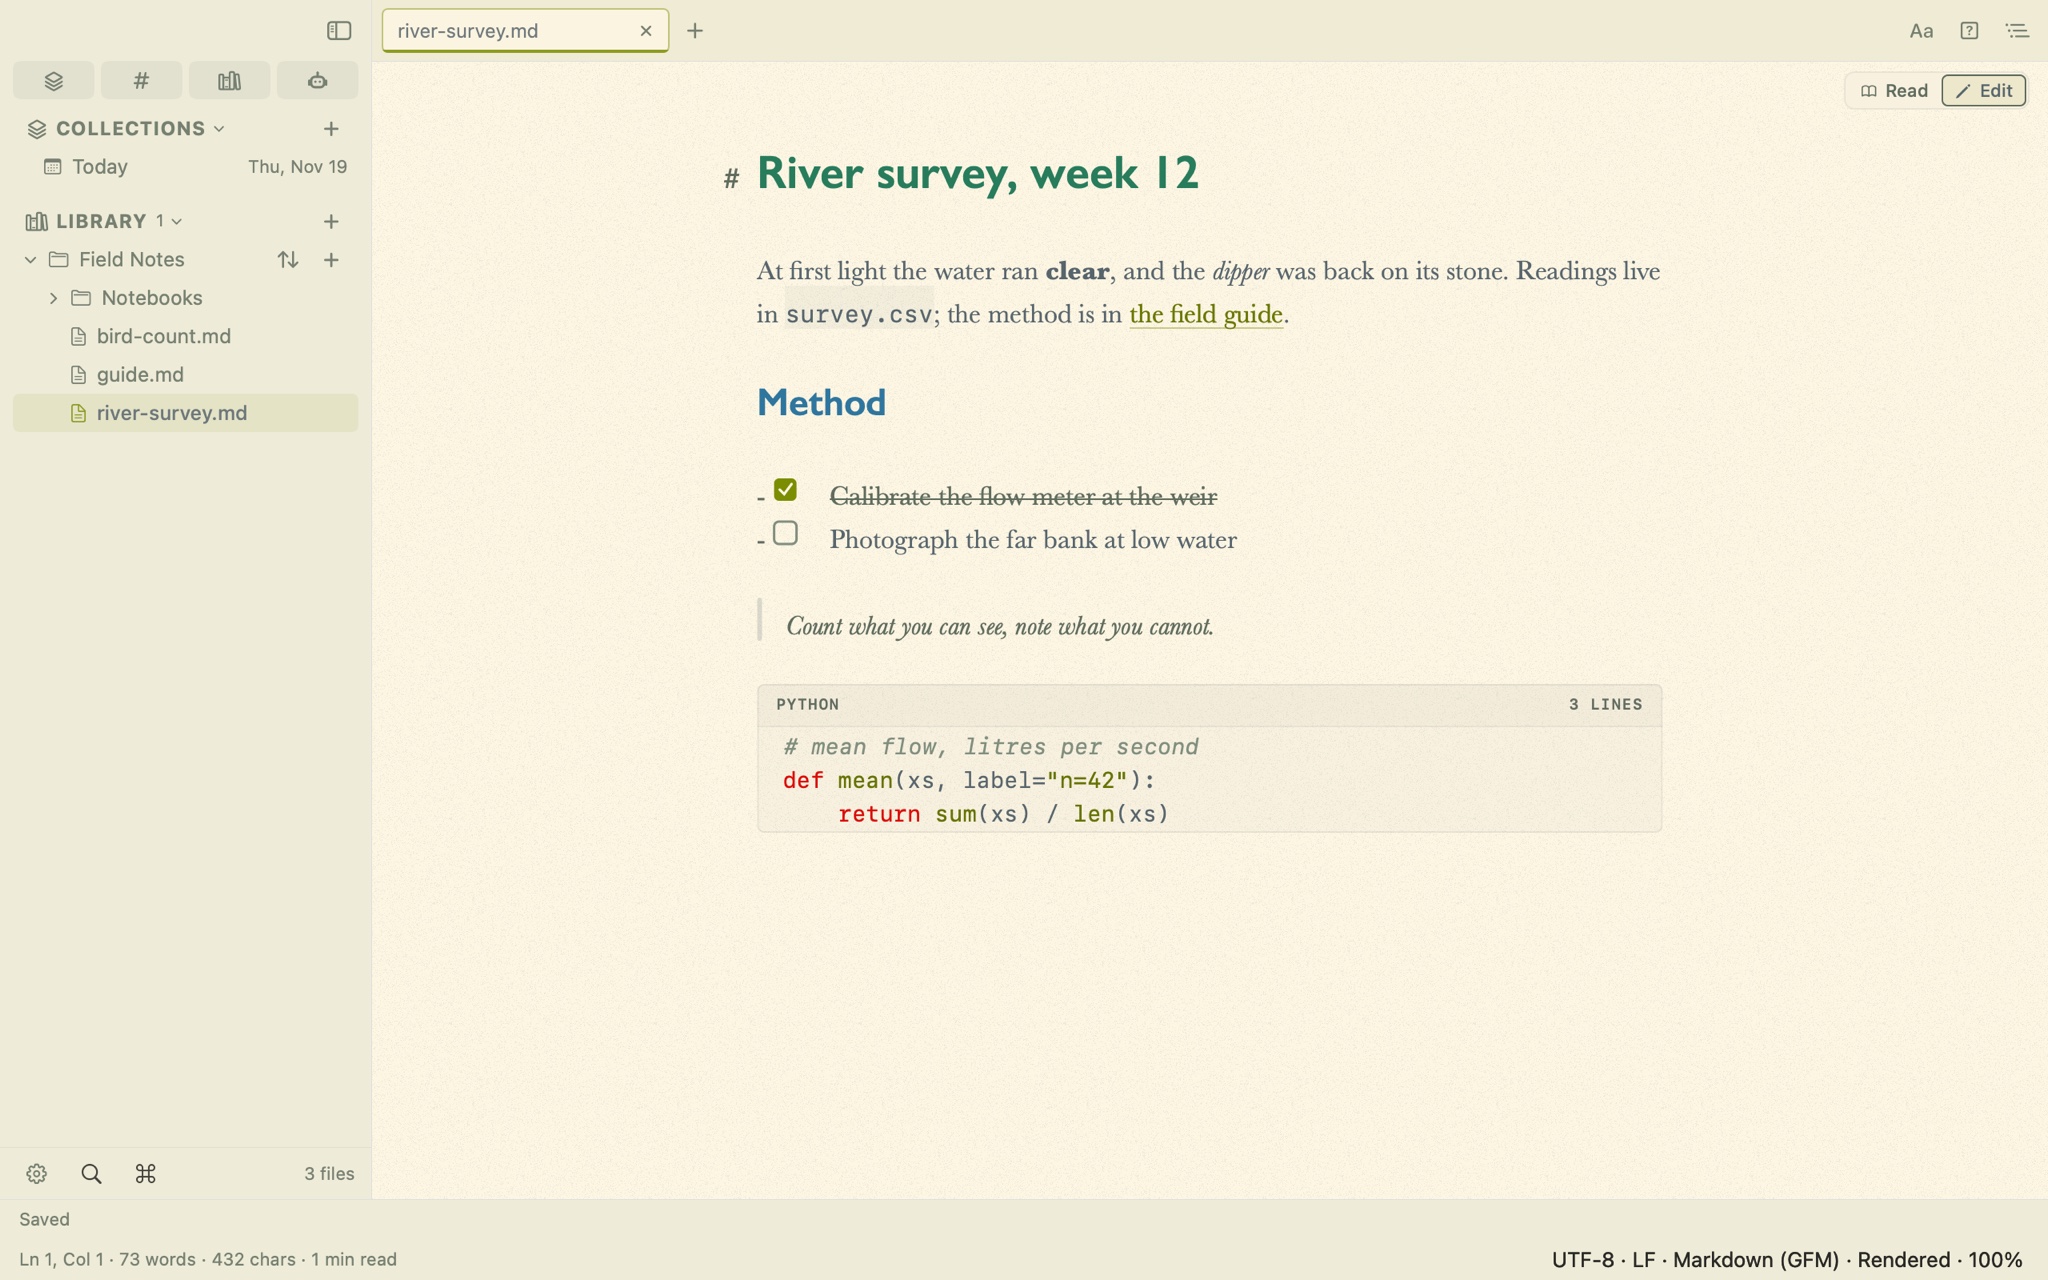 river-survey.md
Aa
#
COLLECTIONS
Today Thu, Nov 19
LIBRARY 1
Field Notes
Notebooks
bird-count.md
guide.md
river-survey.md
3 files
Read Edit
# River survey, week 12
At first light the water ran clear, and the dipper was back on its stone. Readings live
in survey.csv; the method is in the field guide.
Method
- Calibrate the flow meter at the weir
- Photograph the far bank at low water
Count what you can see, note what you cannot.
PYTHON 3 LINES
# mean flow, litres per second
def mean(xs, label="n=42"):
    return sum(xs) / len(xs)
Saved
Ln 1, Col 1 · 73 words · 432 chars · 1 min read
UTF-8 · LF · Markdown (GFM) · Rendered · 100%